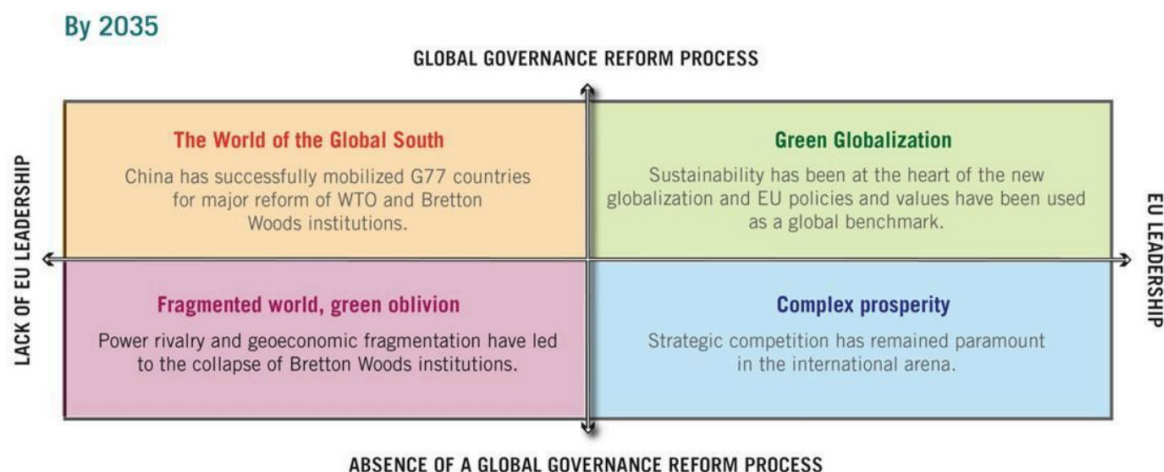 By 2035
GLOBAL GOVERNANCE REFORM PROCESS
LACK OF EU LEADERSHIP
The World of the Global South
China has successfully mobilized G77 countries
for major reform of WTO and Bretton
Woods institutions.
Green Globalization
Sustainability has been at the heart of the new
globalization and EU policies and values have been used
as a global benchmark.
EU LEADERSHIP
Fragmented world, green oblivion
Power rivalry and geoeconomic fragmentation have led
to the collapse of Bretton Woods institutions.
Complex prosperity
Strategic competition has remained paramount
in the international arena.
ABSENCE OF A GLOBAL GOVERNANCE REFORM PROCESS